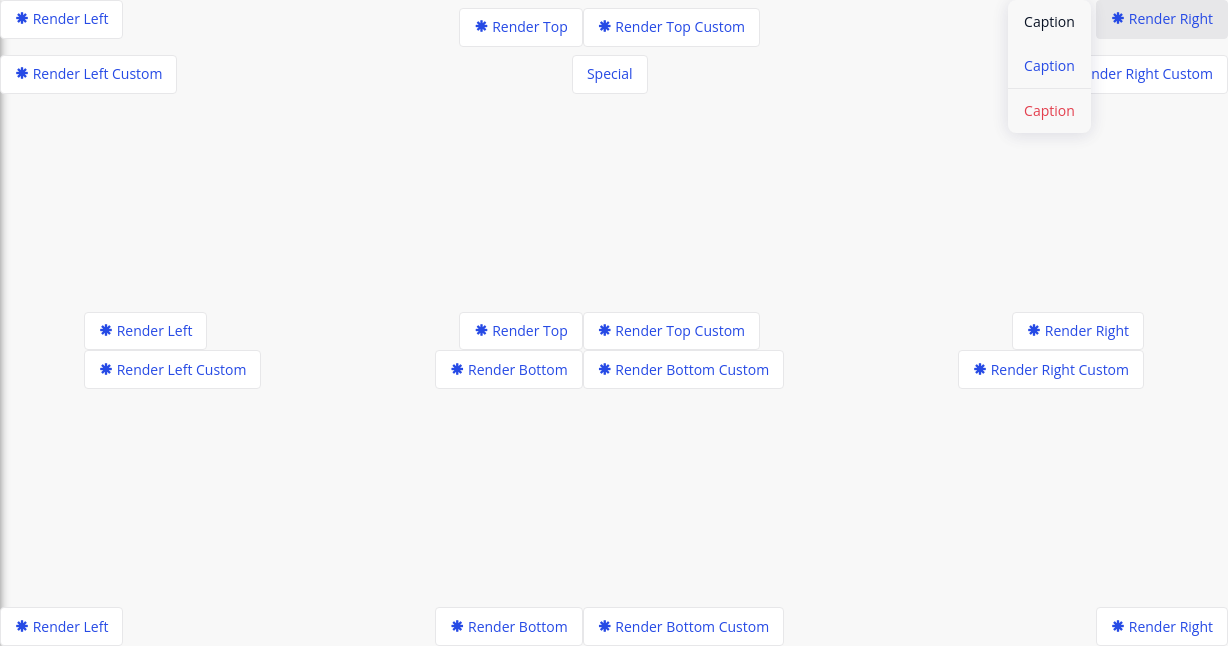 Render Left
Render Top
Render Top Custom
Caption
Render Right
Render Left Custom
Special
Caption
nder Right Custom
Caption
Render Left
Render Top
Render Top Custom
Render Right
Render Left Custom
Render Bottom
Render Bottom Custom
Render Right Custom
Render Left
Render Bottom
Render Bottom Custom
Render Right